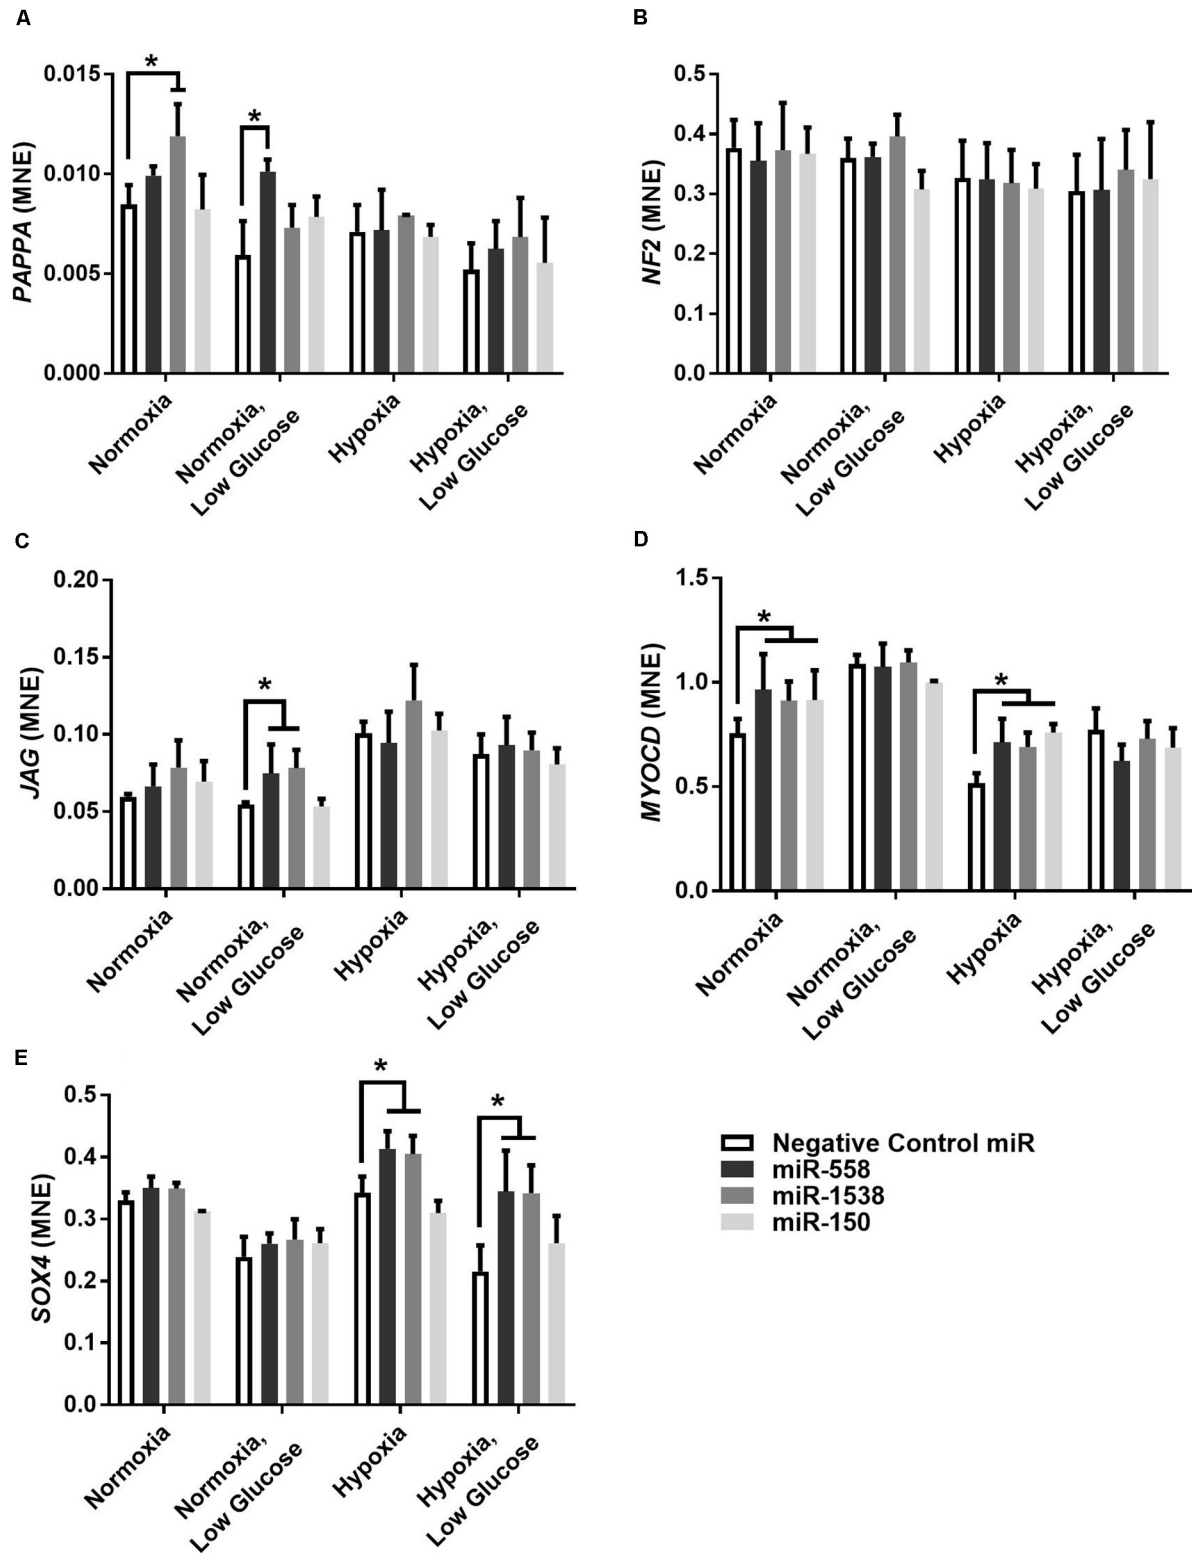 A
PAPPA (MNE)
0.015
0.010
0.005
0.000
*
*
Normoxia
Normoxia,
Low Glucose
Hypoxia
Hypoxia,
Low Glucose
B
NF2 (MNE)
0.5
0.4
0.3
0.2
0.1
0.0
Normoxia
Normoxia,
Low Glucose
Hypoxia
Hypoxia,
Low Glucose
C
JAG (MNE)
0.20
0.15
0.10
0.05
0.00
*
Normoxia
Normoxia,
Low Glucose
Hypoxia
Hypoxia,
Low Glucose
D
MYOCD (MNE)
1.5
1.0
0.5
0.0
*
*
Normoxia
Normoxia,
Low Glucose
Hypoxia
Hypoxia,
Low Glucose
E
SOX4 (MNE)
0.5
0.4
0.3
0.2
0.1
0.0
*
*
Normoxia
Normoxia,
Low Glucose
Hypoxia
Hypoxia,
Low Glucose
Negative Control miR
miR-558
miR-1538
miR-150